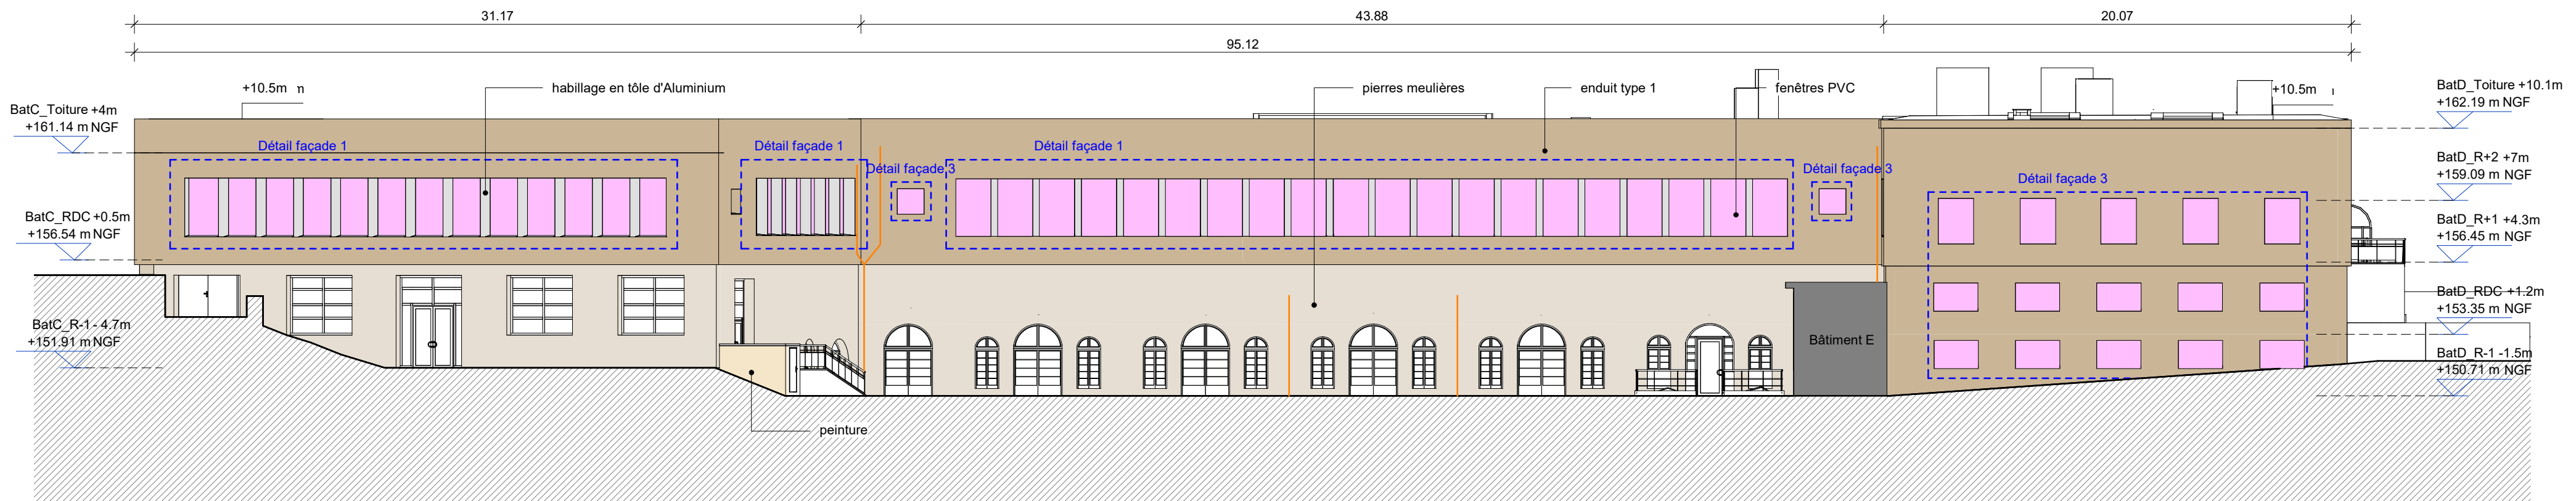 31.17
43.88
20.07
95.12
+10.5m
habillage en tôle d'Aluminium
pierres meulières
enduit type 1
fenêtres PVC
+10.5m
BatC_Toiture +4m
+161.14 m NGF
BatD_Toiture +10.1m
+162.19 m NGF
Détail façade 1
Détail façade 1
Détail façade 3
Détail façade 1
Détail façade 3
Détail façade 3
BatD_R+2 +7m
+159.09 m NGF
BatC_RDC +0.5m
+156.54 m NGF
BatD_R+1 +4.3m
+156.45 m NGF
BatD_RDC +1.2m
+153.35 m NGF
BatC_R-1 - 4.7m
+151.91 m NGF
Bâtiment E
BatD_R-1 -1.5m
+150.71 m NGF
peinture